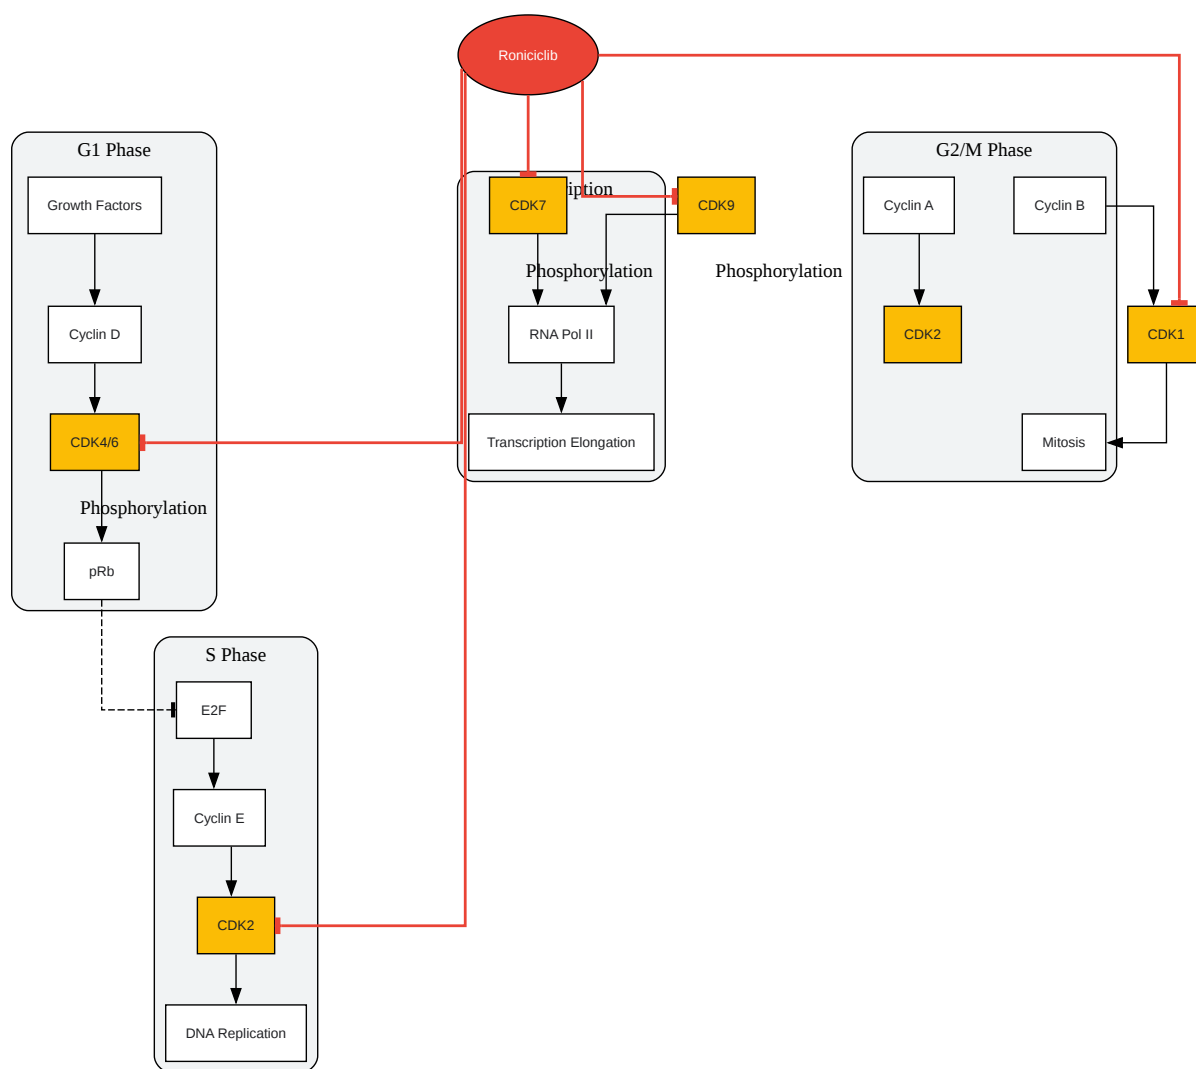 Roniciclib
G1 Phase
Growth Factors
Cyclin D
CDK4/6
Phosphorylation
pRb
S Phase
E2F
Cyclin E
CDK2
DNA Replication
CDK7
CDK9
Phosphorylation
Phosphorylation
RNA Pol II
Transcription Elongation
G2/M Phase
Cyclin A
Cyclin B
CDK2
CDK1
Mitosis